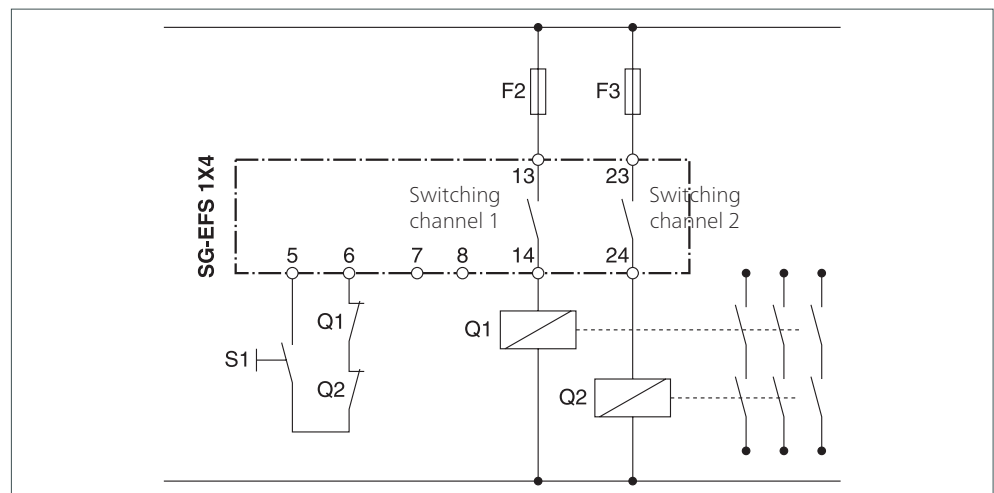 F2
F3
SG-EFS 1X4
13
23
Switching
channel 1
Switching
channel 2
5
6
7
8
14
24
Q1
Q1
S1
Q2
Q2